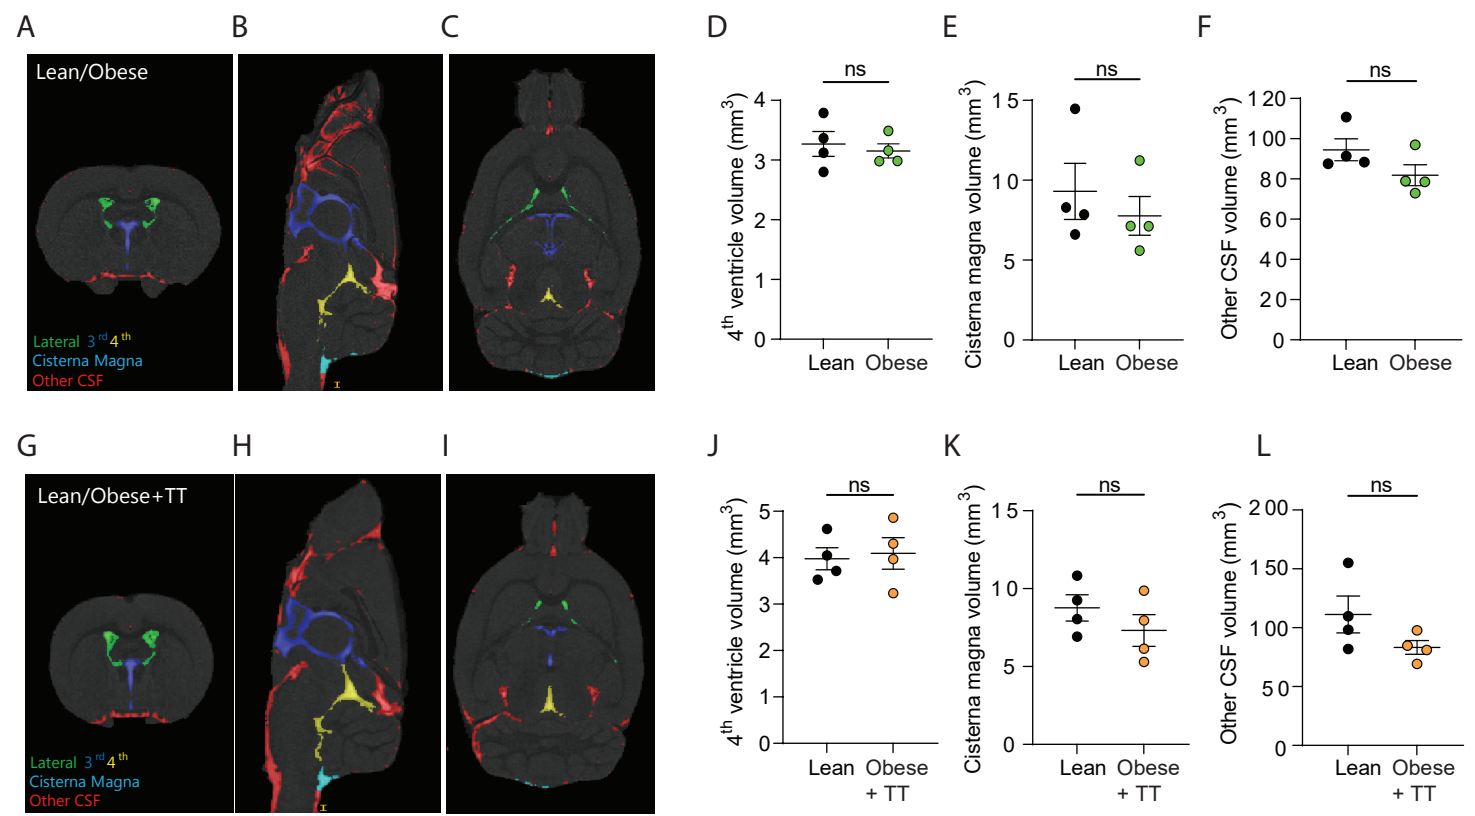 A B C D E F
Lean/Obese
Lateral 3rd 4th
Cisterna Magna
Other CSF
ns
4th ventricle volume (mm3)
4
3
2
1
0
Lean Obese
ns
Cisterna magna volume (mm3)
15
10
5
0
Lean Obese
ns
Other CSF volume (mm3)
120
100
80
60
40
20
0
Lean Obese
G H I J K L
Lean/Obese+TT
Lateral 3rd 4th
Cisterna Magna
Other CSF
ns
4th ventricle volume (mm3)
5
4
3
2
1
0
Lean Obese
+ TT
ns
Cisterna magna volume (mm3)
15
10
5
0
Lean Obese
+ TT
ns
Other CSF volume (mm3)
200
150
100
50
0
Lean Obese
+ TT